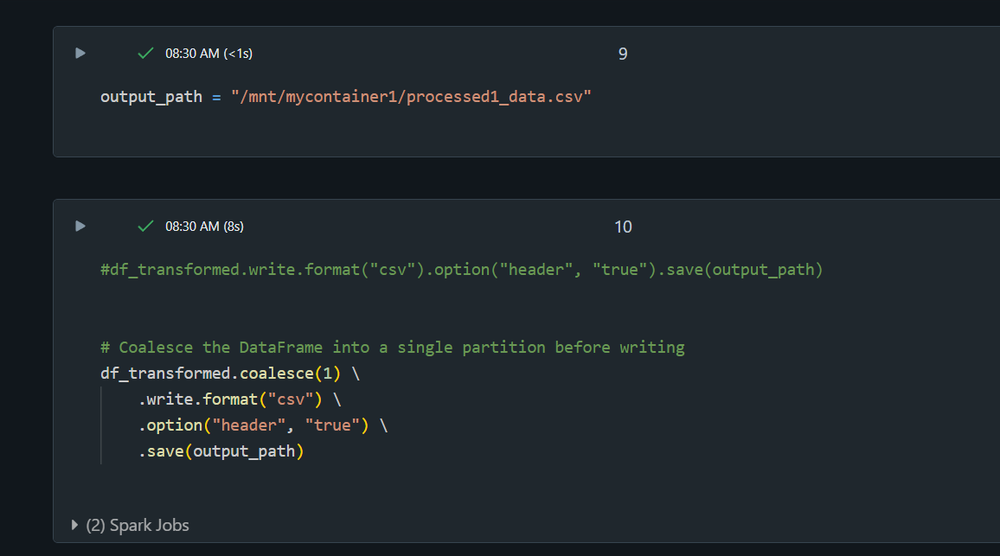 08:30 AM (<1s)
9
output_path = "/mnt/mycontainer1/processed1_data.csv"
08:30 AM (8s)
10
#df_transformed.write.format("csv").option("header", "true").save(output_path)
# Coalesce the DataFrame into a single partition before writing
df_transformed.coalesce(1) \
.write.format("csv") \
.option("header", "true") \
.save(output_path)
(2) Spark Jobs